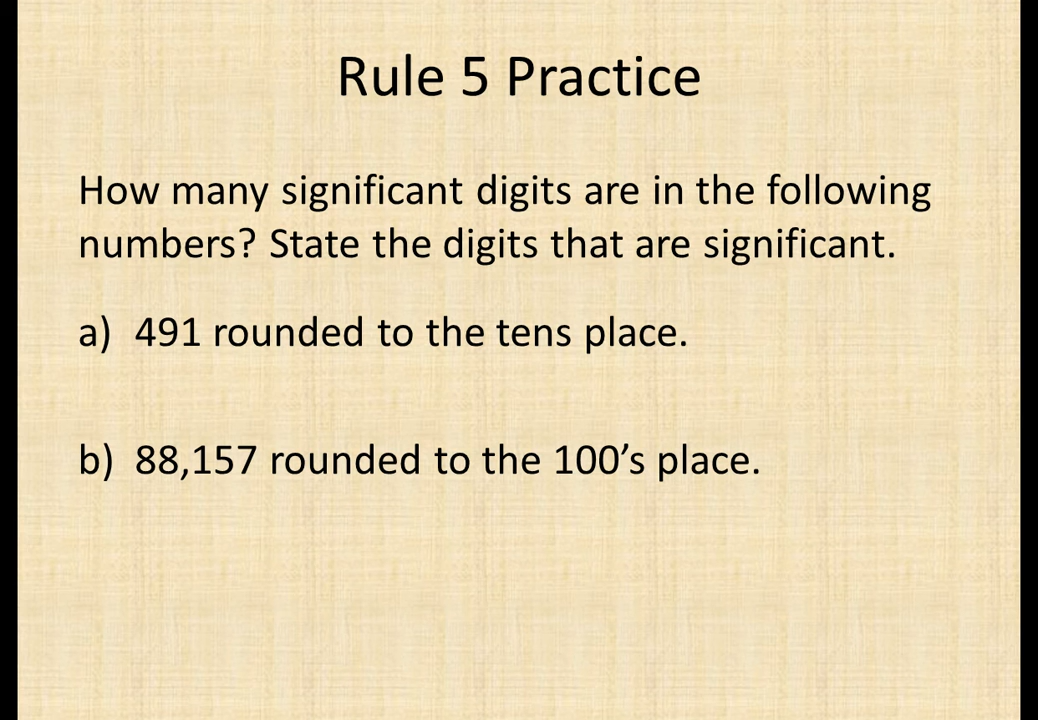 Rule 5 Practice
How many significant digits are in the following
numbers? State the digits that are significant.
a) 491 rounded to the tens place.
b) 88,157 rounded to the 100’s place.